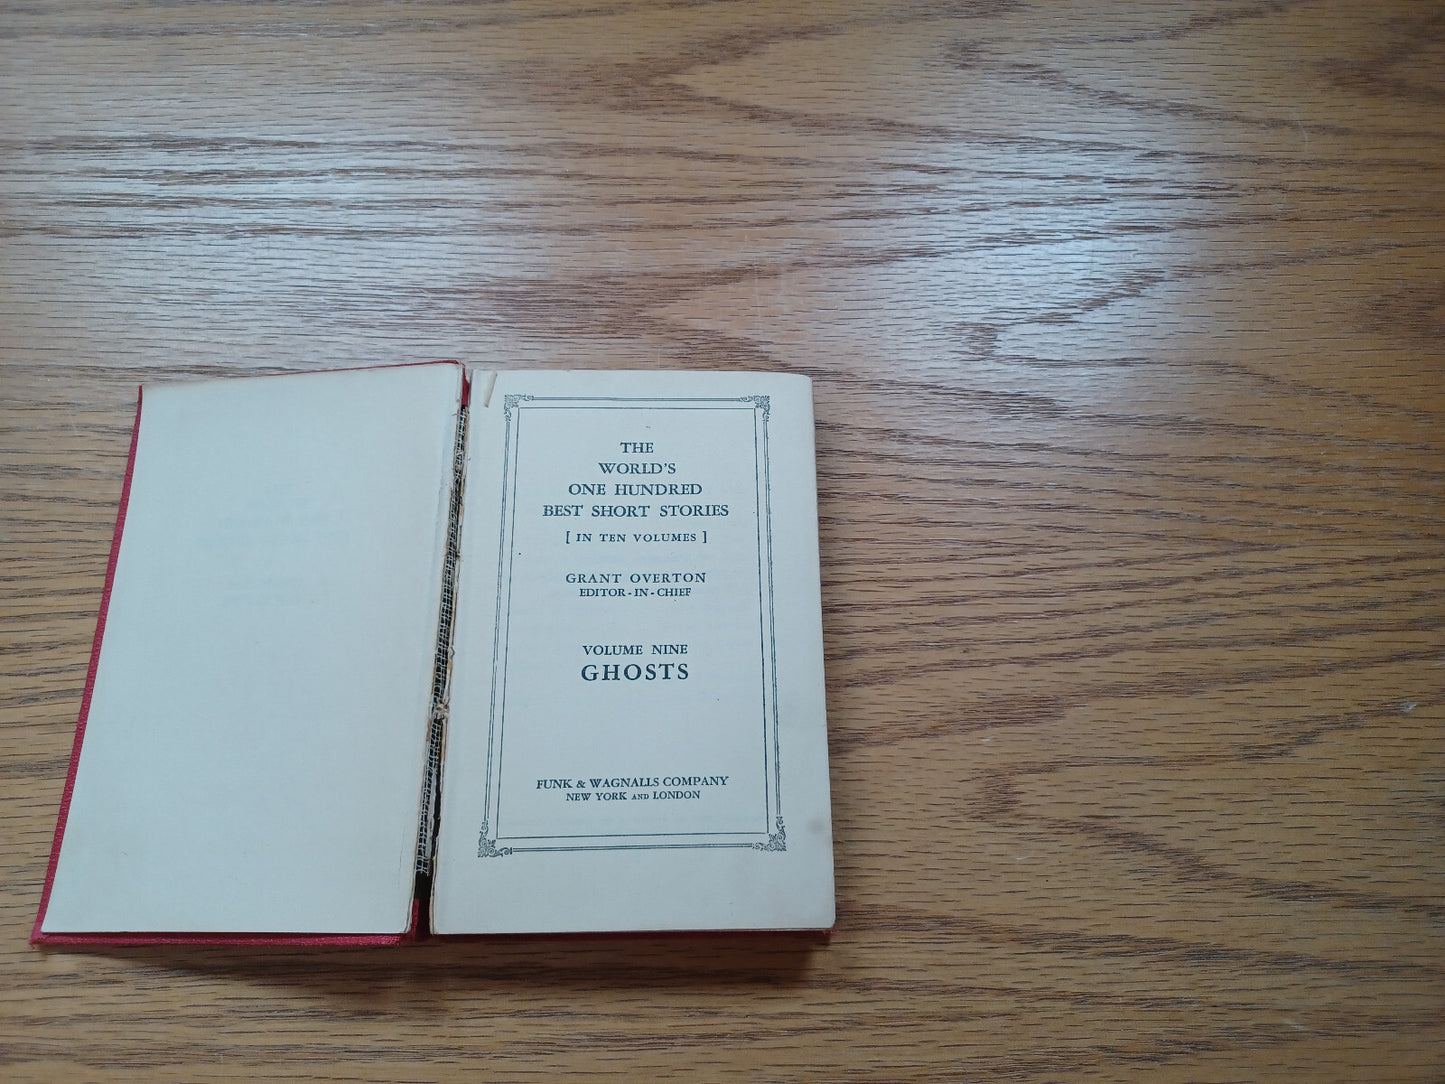 THE
WORLD'S
ONE HUNDRED
BEST SHORT STORIES
[ IN TEN VOLUMES ]
GRANT OVERTON
EDITOR-IN-CHIEF
VOLUME NINE
GHOSTS
FUNK & WAGNALLS COMPANY
NEW YORK AND LONDON